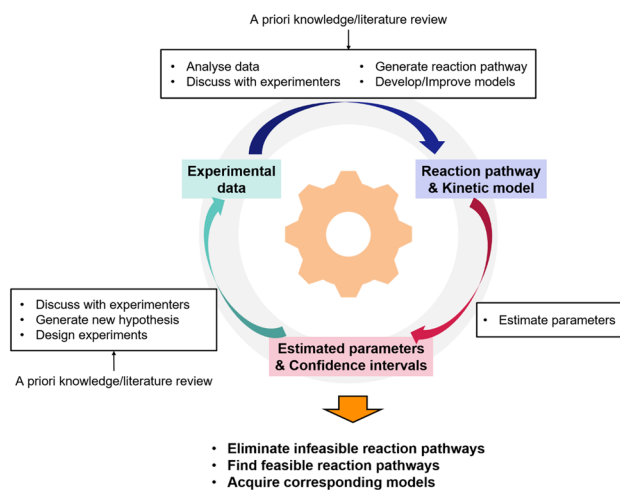 A priori knowledge/literature review
• Analyse data
• Discuss with experimenters
• Generate reaction pathway
• Develop/Improve models
Experimental
data
Reaction pathway
& Kinetic model
• Discuss with experimenters
• Generate new hypothesis
• Design experiments
A priori knowledge/literature review
• Estimate parameters
Estimated parameters
& Confidence intervals
• Eliminate infeasible reaction pathways
• Find feasible reaction pathways
• Acquire corresponding models